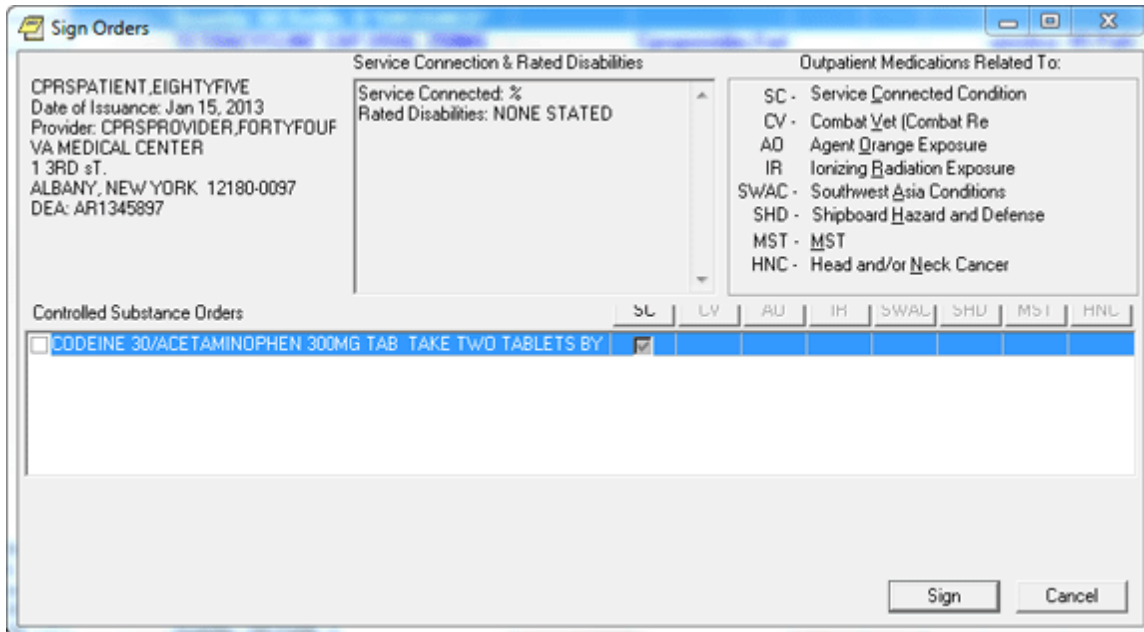 Sign Orders
CPRSPATIENT,EIGHTYFIVE
Date of Issuance: Jan 15, 2013
Provider: CPRSPROVIDER,FORTYFOUF
VA MEDICAL CENTER
1 3RD sT.
ALBANY, NEW YORK 12180-0097
DEA: AR1345897
Service Connection & Rated Disabilities
Service Connected: %
Rated Disabilities: NONE STATED
Outpatient Medications Related To:
SC - Service Connected Condition
CV - Combat Vet (Combat Re
AO Agent Orange Exposure
IR Ionizing Radiation Exposure
SWAC - Southwest Asia Conditions
SHD - Shipboard Hazard and Defense
MST - MST
HNC - Head and/or Neck Cancer
Controlled Substance Orders SC CV AO IR SWAC SHD MST HNC
CODEINE 30/ACETAMINOPHEN 300MG TAB TAKE TWO TABLETS BY
Sign Cancel